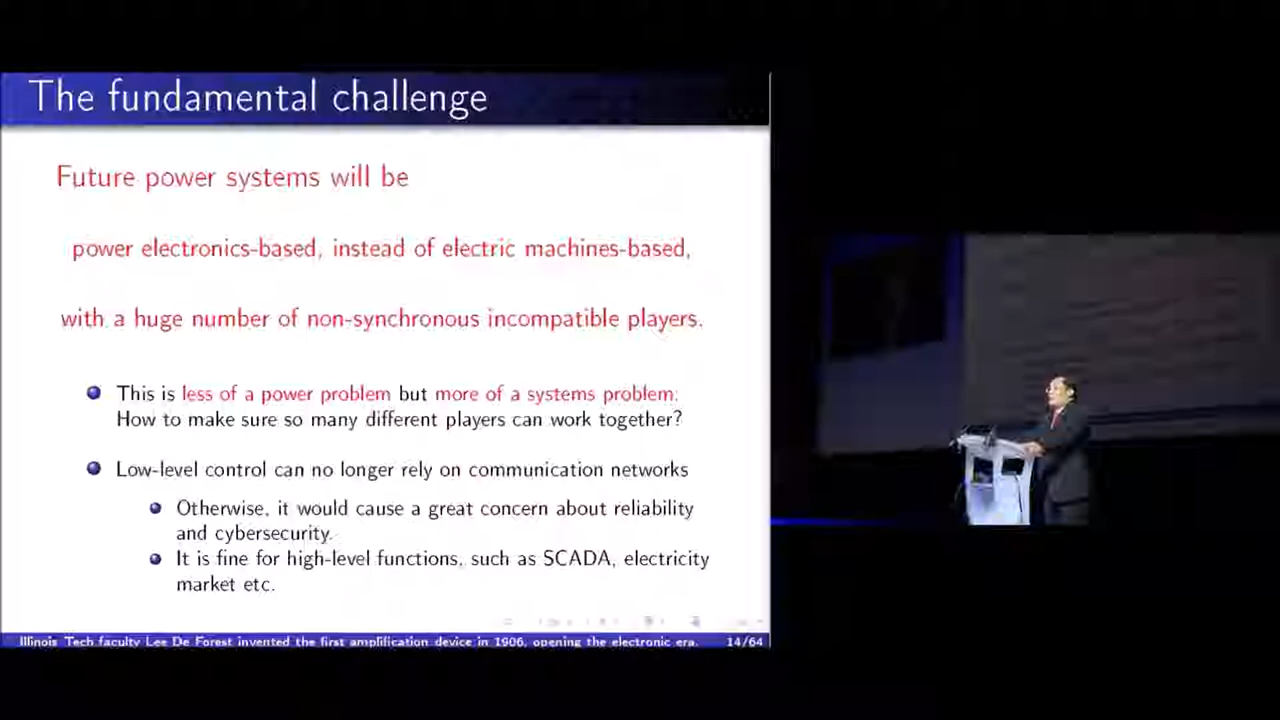 The fundamental challenge
Future power systems will be
power electronics-based, instead of electric machines-based,
with a huge number of non-synchronous incompatible players.
This is less of a power problem but more of a systems problem:
How to make sure so many different players can work together?
Low-level control can no longer rely on communication networks
Otherwise, it would cause a great concern about reliability
and cybersecurity.
It is fine for high-level functions, such as SCADA, electricity
market etc.
Illinois Tech faculty Lee De Forest invented the first amplification device in 1906, opening the electronic era. 14/64